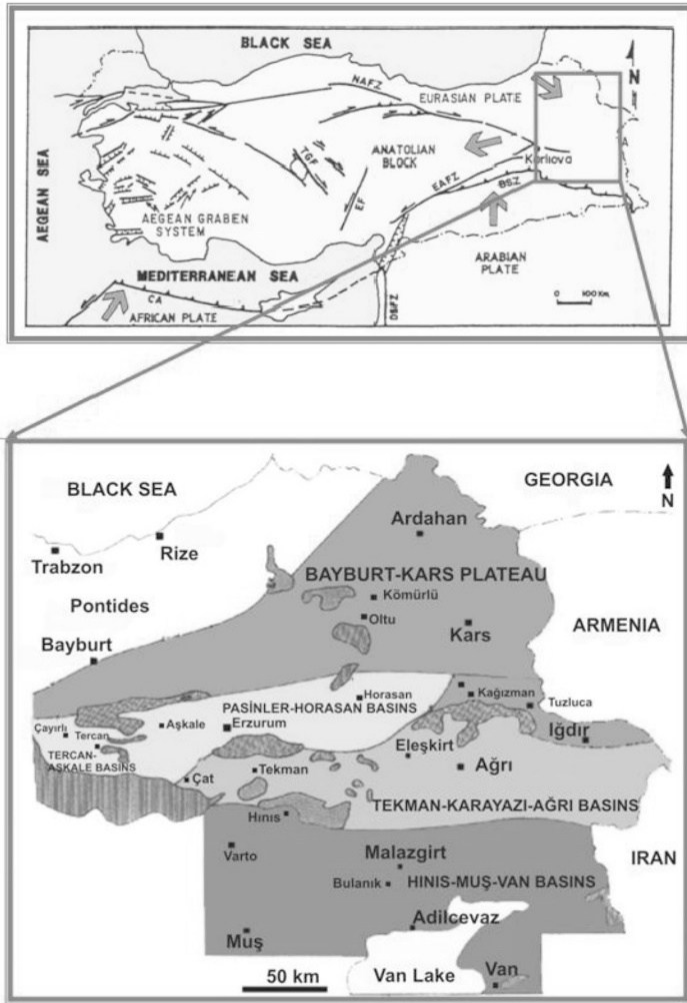 BLACK SEA
N
NAFZ
EURASIAN PLATE
AEGEAN SEA
TGF
ANATOLIAN
BLOCK
Karlıova
A
EF
EAFZ
BSZ
AEGEAN GRABEN
SYSTEM
MEDITERRANEAN SEA
ARABIAN
PLATE
CA
AFRICAN PLATE
DSFZ
0 100 Km
BLACK SEA
GEORGIA
N
Ardahan
Rize
Trabzon
BAYBURT-KARS PLATEAU
Kömürlü
Pontides
Oltu
Kars
ARMENIA
Bayburt
Horasan
Kağızman
Tuzluca
PASİNLER-HORASAN BASINS
Çayırlı
Tercan
Aşkale
Erzurum
Iğdır
TERCAN-
AŞKALE BASINS
Eleşkirt
Ağrı
Çat
Tekman
TEKMAN-KARAYAZI-AĞRI BASINS
Hınıs
IRAN
Varto
Malazgirt
Bulanık
HINIS-MUŞ-VAN BASINS
Adilcevaz
Muş
50 km
Van Lake
Van